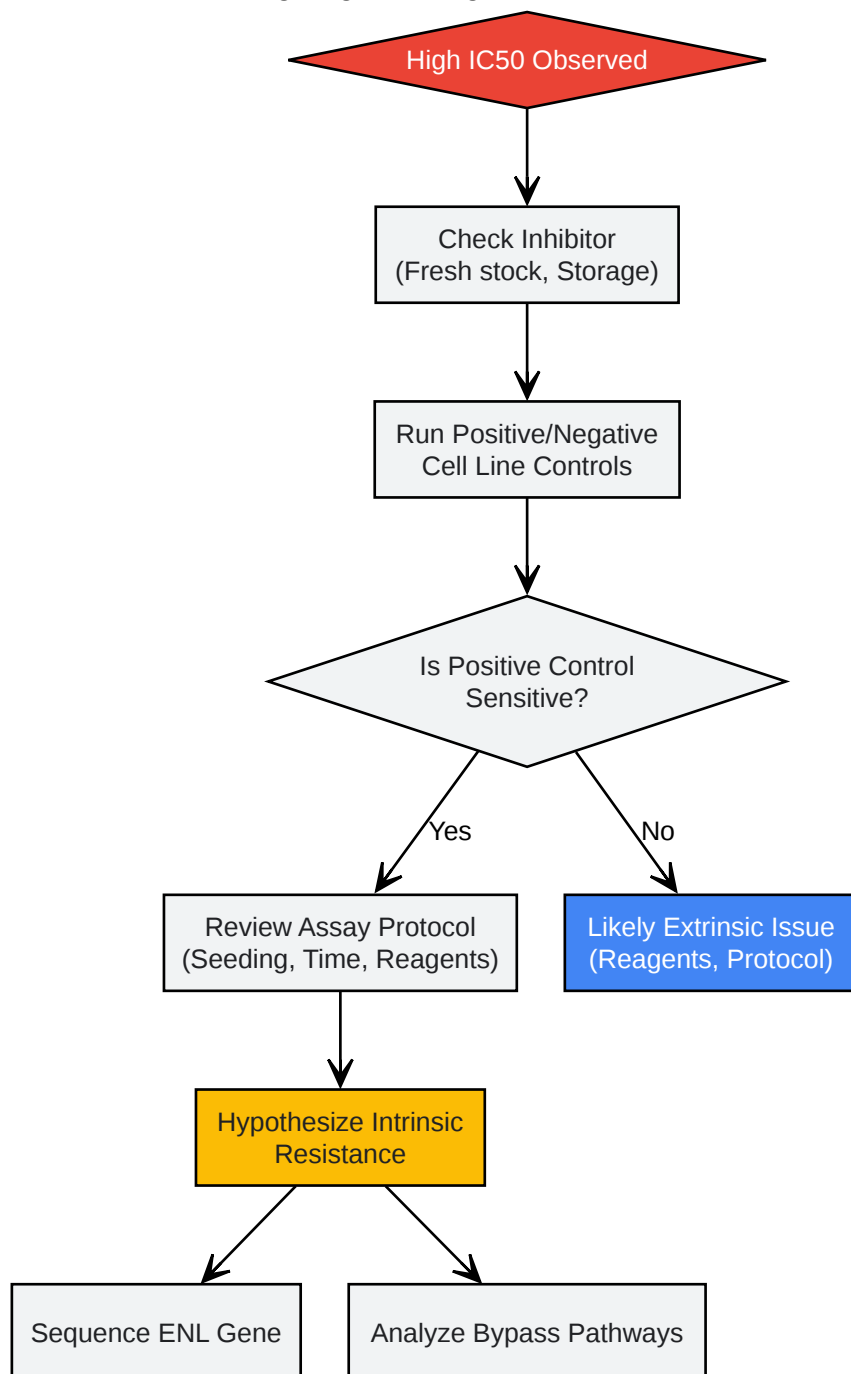 High IC50 Observed
Check Inhibitor
(Fresh stock, Storage)
Run Positive/Negative
Cell Line Controls
Is Positive Control
Sensitive?
Yes
No
Review Assay Protocol
(Seeding, Time, Reagents)
Likely Extrinsic Issue
(Reagents, Protocol)
Hypothesize Intrinsic
Resistance
Sequence ENL Gene
Analyze Bypass Pathways